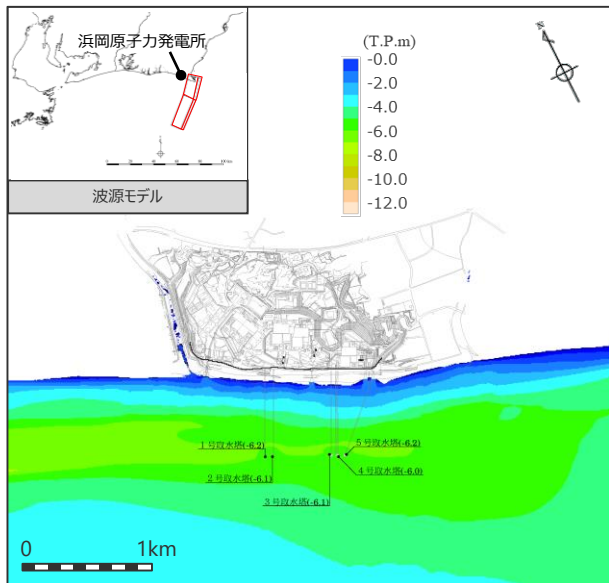 浜岡原子力発電所
波源モデル
(T.P.m)
-0.0
-2.0
-4.0
-6.0
-8.0
-10.0
-12.0
N
1号取水塔(-6.2)
2号取水塔(-6.1)
3号取水塔(-6.1)
4号取水塔(-6.0)
5号取水塔(-6.2)
0 1km